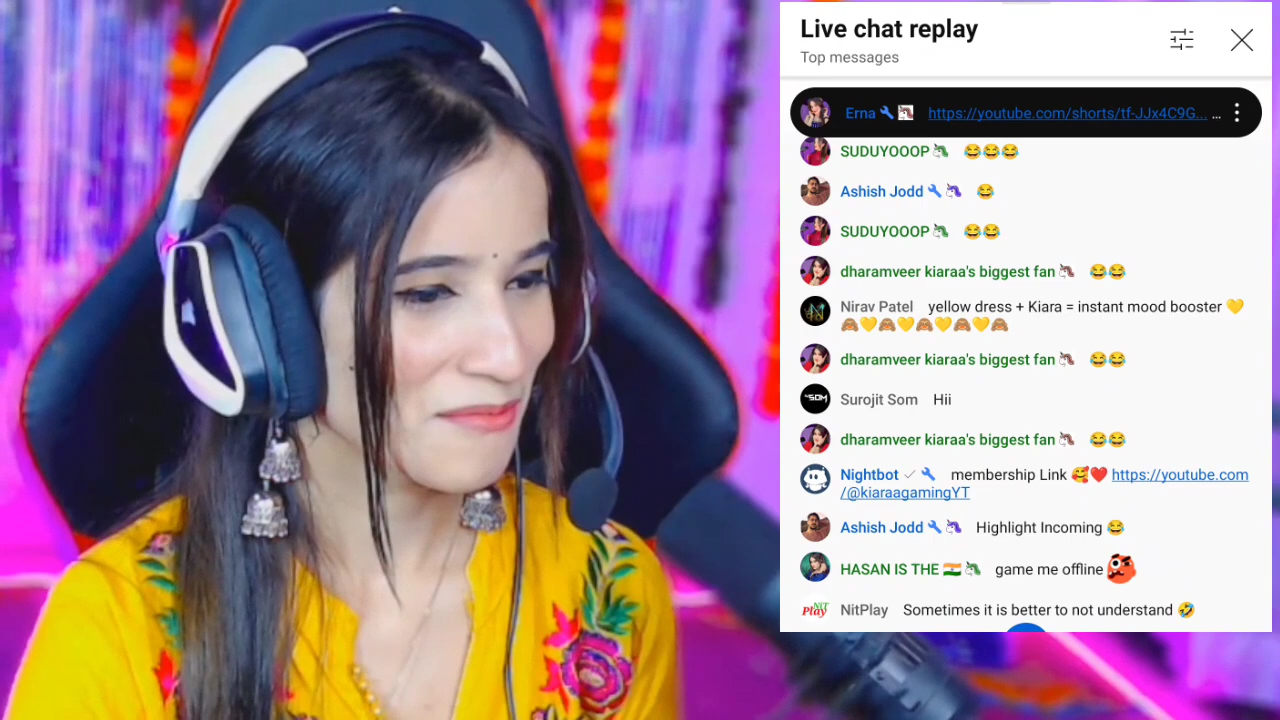 Live chat replay
Top messages
Erna https://youtube.com/shorts/tf-JJx4C9G... ...
SUDUYOOOP 😂😂😂
Ashish Jodd 😂
SUDUYOOOP 😂😂
dharamveer kiaraa's biggest fan 😂😂
Nirav Patel yellow dress + Kiara = instant mood booster 💛
🙈💛🙈💛🙈💛🙈💛🙈
dharamveer kiaraa's biggest fan 😂😂
Surojit Som Hii
dharamveer kiaraa's biggest fan 😂😂
Nightbot membership Link 🥰❤️ https://youtube.com
/@kiaraagamingYT
Ashish Jodd Highlight Incoming 😂
HASAN IS THE 🇮🇳 game me offline
NitPlay Sometimes it is better to not understand 🤣